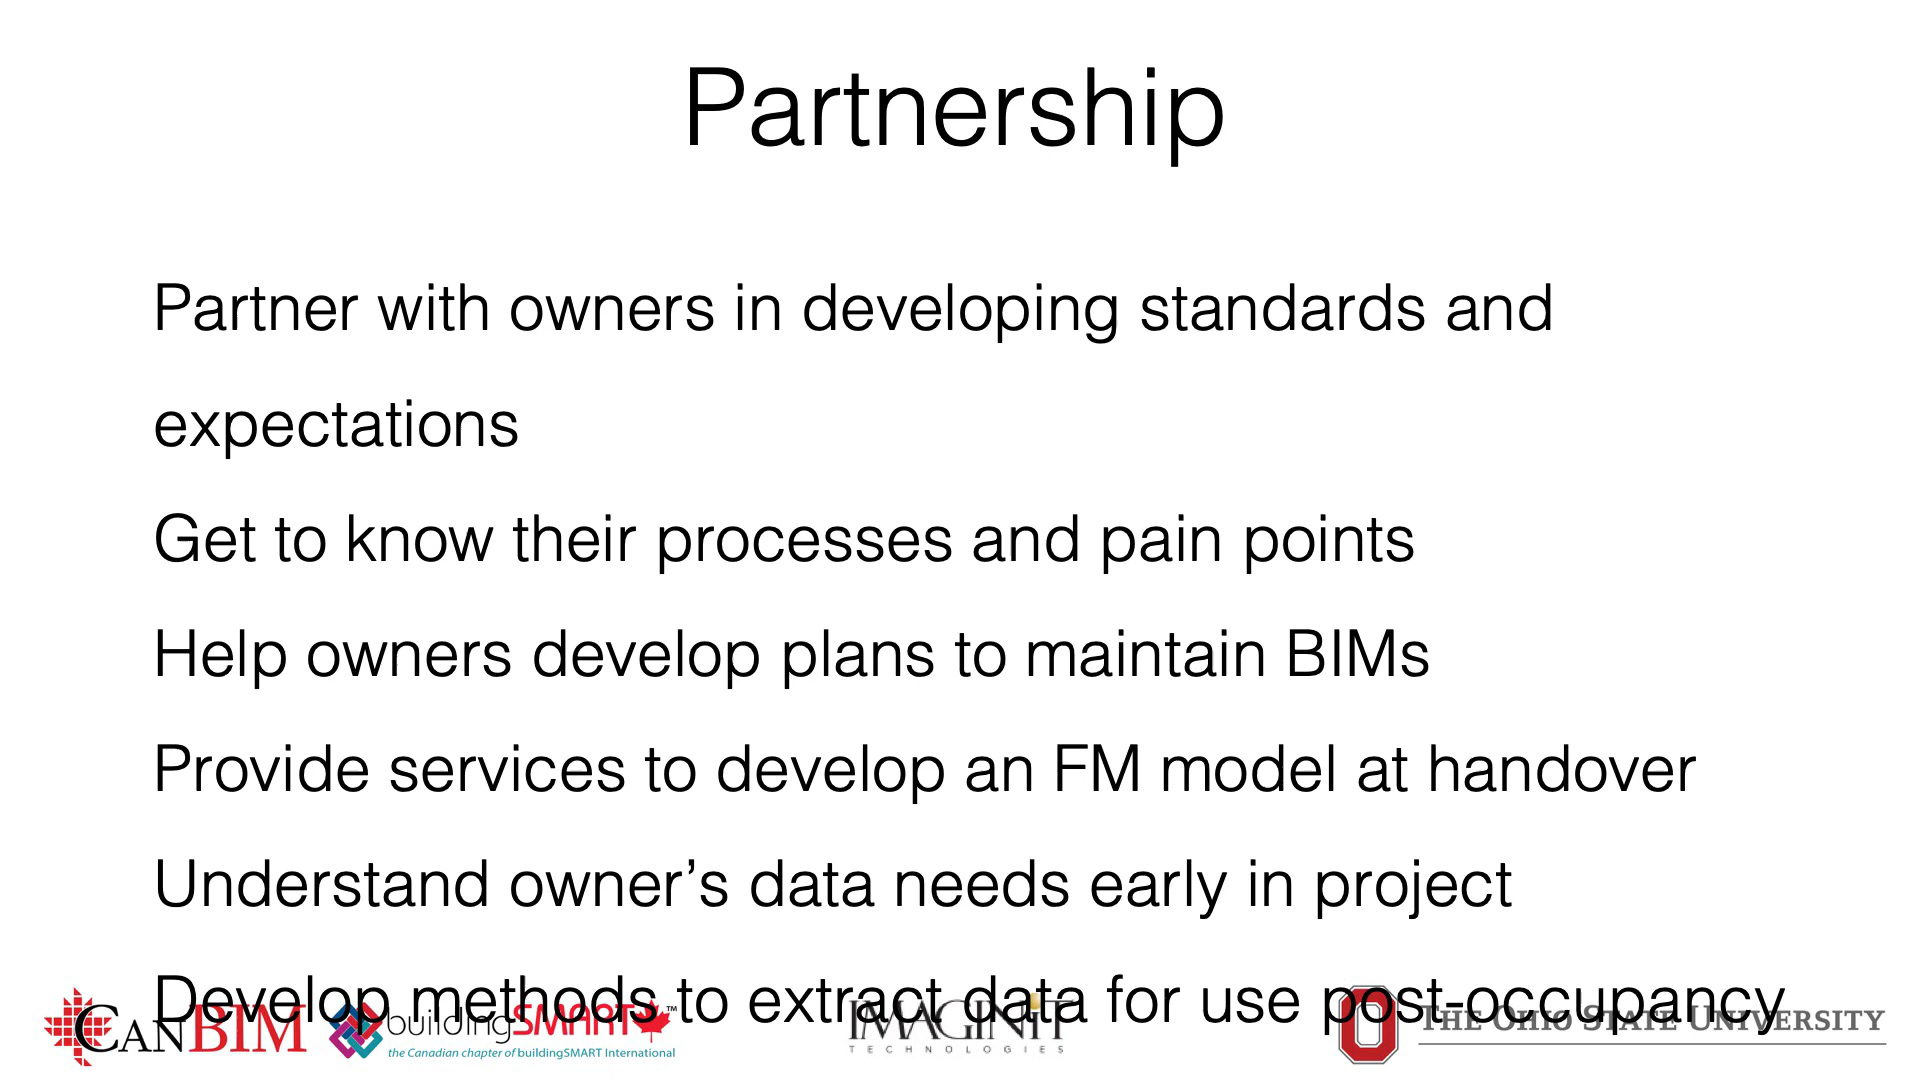 Partnership
Partner with owners in developing standards and
expectations
Get to know their processes and pain points
Help owners develop plans to maintain BIMs
Provide services to develop an FM model at handover
Understand owner’s data needs early in project
Develop methods to extract data for use post-occupancy
CANBIM
buildingSMART™
the Canadian chapter of buildingSMART International
IMAGINiT
TECHNOLOGIES
THE OHIO STATE UNIVERSITY